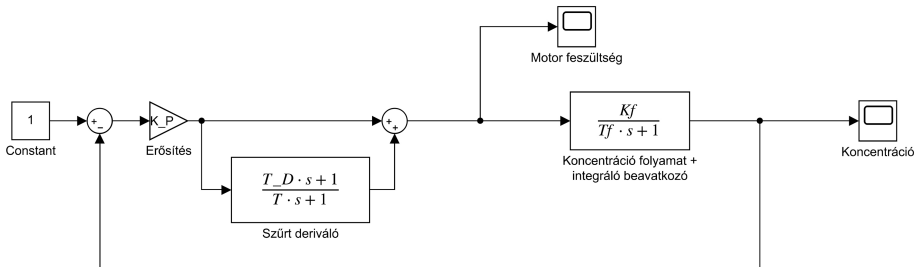 Motor feszültség
1
Constant
+
−
K_P
Erősítés
+
+
Kf
Tf · s + 1
Koncentráció folyamat +
integráló beavatkozó
Koncentráció
T_D · s + 1
T · s + 1
Szűrt deriváló